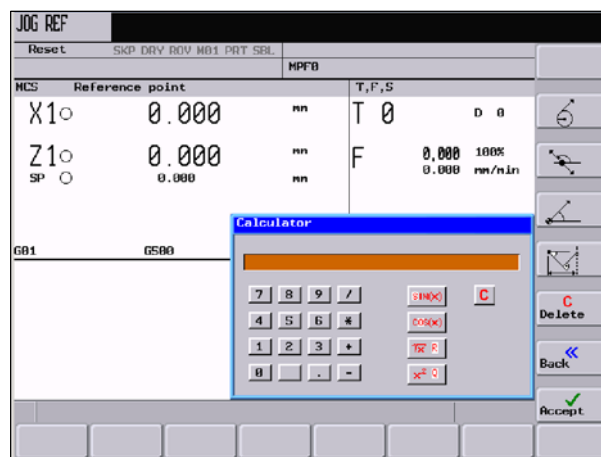 JOG REF
Reset SKP DRY ROV M01 PRT SBL
MPF0
MCS Reference point T,F,S
X1 0.000 mm T 0 D 0
Z1 0.000 mm F 0,000 100%
SP 0.000 mm 0.000 mm/min
Calculator
G01 G500
7 8 9 / SIN(X) C
4 5 6 * COS(X)
1 2 3 + √X R
0 . - x² Q
C
Delete
Back
Accept